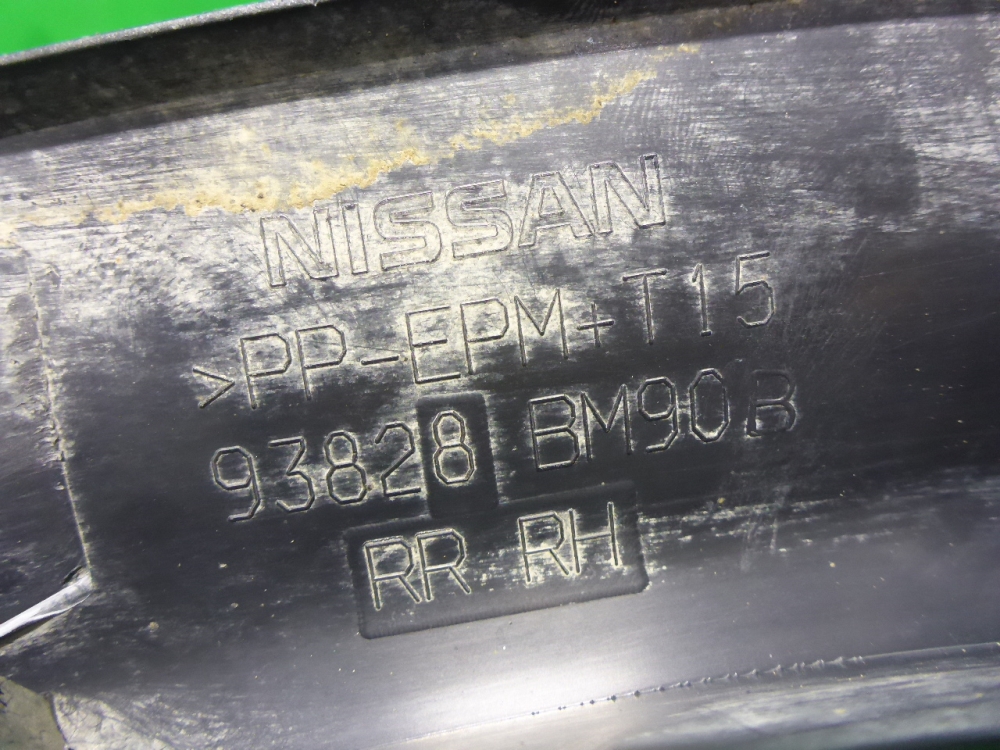 NISSAN
>PP-EPM+T15
93828 BM90B
RR RH